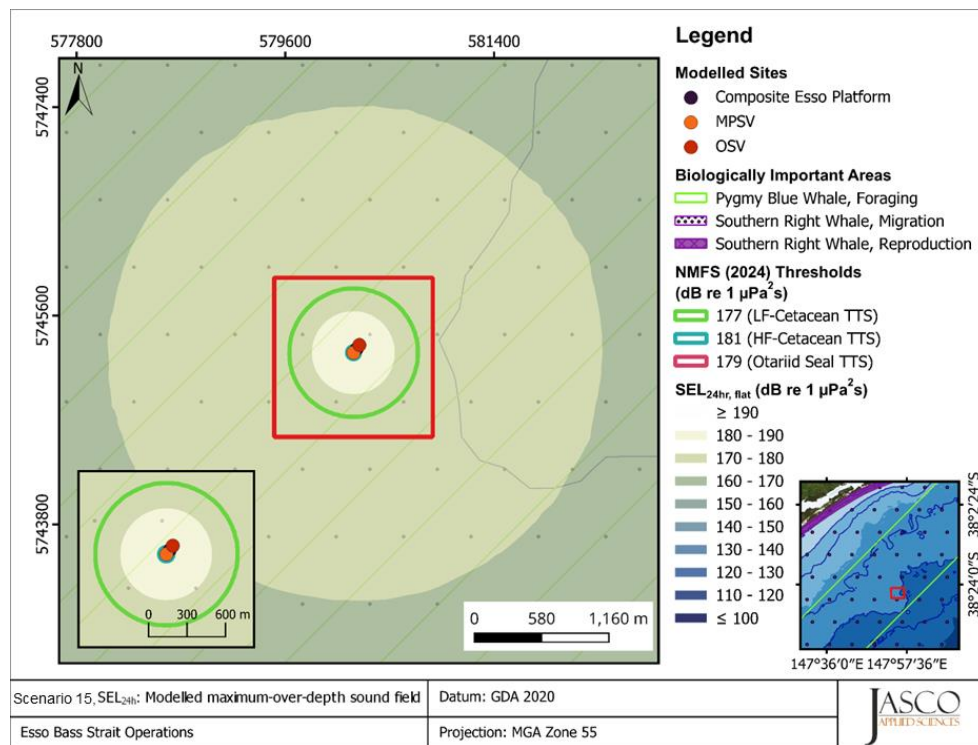 577800
579600
581400
5747400
5745600
5743800
N
0
300
600 m
0
580
1,160 m
Legend
Modelled Sites
Composite Esso Platform
MPSV
OSV
Biologically Important Areas
Pygmy Blue Whale, Foraging
Southern Right Whale, Migration
Southern Right Whale, Reproduction
NMFS (2024) Thresholds
(dB re 1 µPa²s)
177 (LF-Cetacean TTS)
181 (HF-Cetacean TTS)
179 (Otariid Seal TTS)
SEL24hr, flat (dB re 1 µPa²s)
≥ 190
180 - 190
170 - 180
160 - 170
150 - 160
140 - 150
130 - 140
120 - 130
110 - 120
≤ 100
38°2'24"S
38°24'0"S
147°36'0"E
147°57'36"E
Scenario 15, SEL24h: Modelled maximum-over-depth sound field
Datum: GDA 2020
Esso Bass Strait Operations
Projection: MGA Zone 55
JASCO
APPLIED SCIENCES